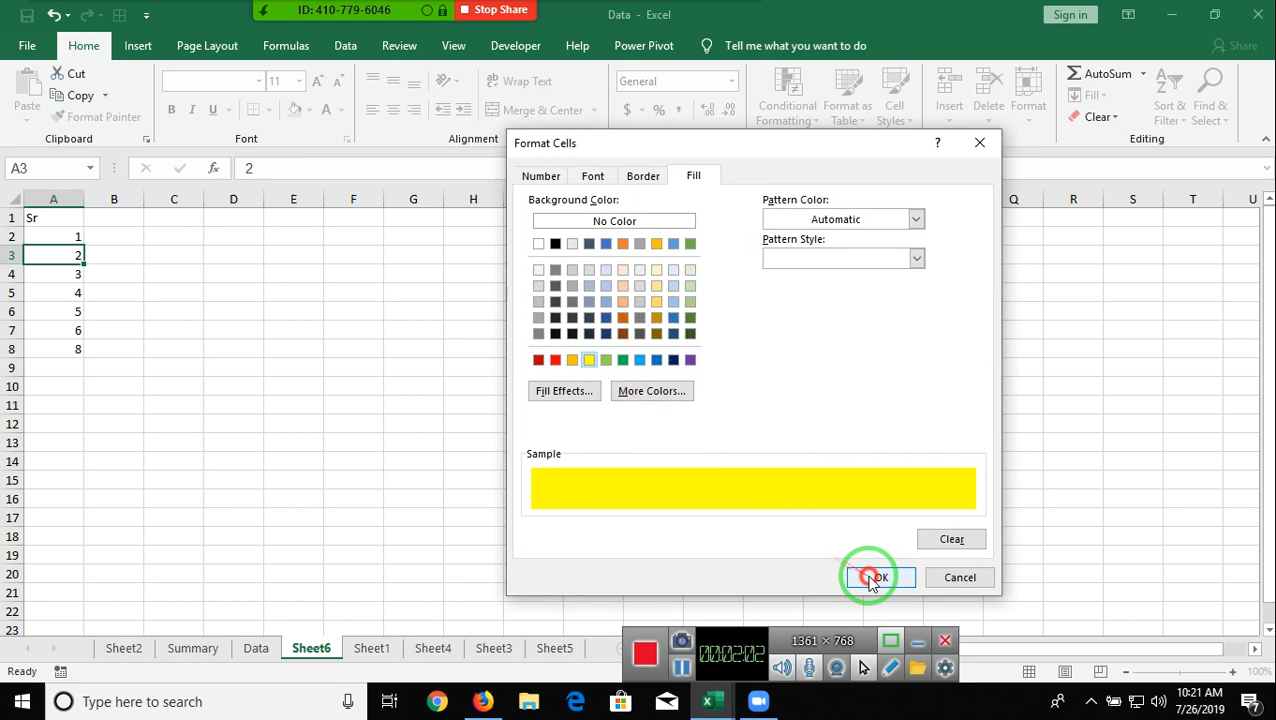 ID: 410-779-6046
Stop Share
Data - Excel
Sign in
File
Home
Insert
Page Layout
Formulas
Data
Review
View
Developer
Help
Power Pivot
Tell me what you want to do
Share
Paste
Cut
Copy
Format Painter
Clipboard
11
B I U
Font
Wrap Text
Merge & Center
Alignment
General
$ % ,
Conditional Formatting
Format as Table
Cell Styles
Insert
Delete
Format
AutoSum
Fill
Clear
Sort & Filter
Find & Select
Editing
A3
fx
2
A B C D E F G H Q R S T U
1 Sr
2 1
3 2
4 3
5 4
6 5
7 6
8 8
9
10
11
12
13
14
15
16
17
18
19
20
21
22
23
Format Cells
?
Number
Font
Border
Fill
Background Color:
No Color
Pattern Color:
Automatic
Pattern Style:
Fill Effects...
More Colors...
Sample
Clear
OK
Cancel
Sheet2
Summary
Data
Sheet6
Sheet1
Sheet4
Sheet3
Sheet5
00:02:02
1361 × 768
Ready
100%
Type here to search
10:21 AM
7/26/2019
7